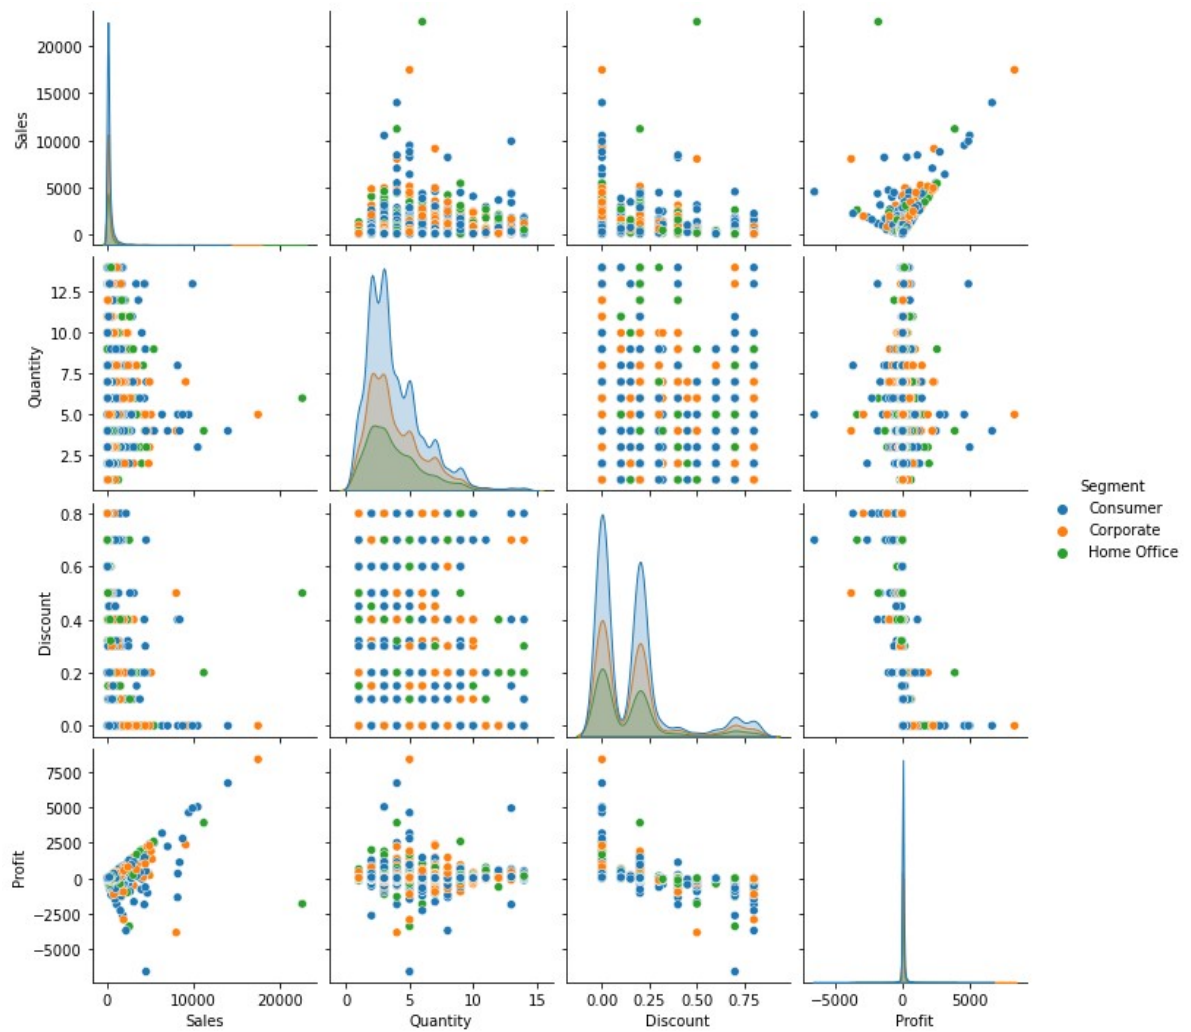 20000
15000
10000
5000
0
Sales
12.5
10.0
7.5
5.0
2.5
Quantity
Segment
Consumer
Corporate
Home Office
0.8
0.6
0.4
0.2
0.0
Discount
7500
5000
2500
0
−2500
−5000
Profit
0 10000 20000
0 5 10 15
0.00 0.25 0.50 0.75
−5000 0 5000
Sales Quantity Discount Profit